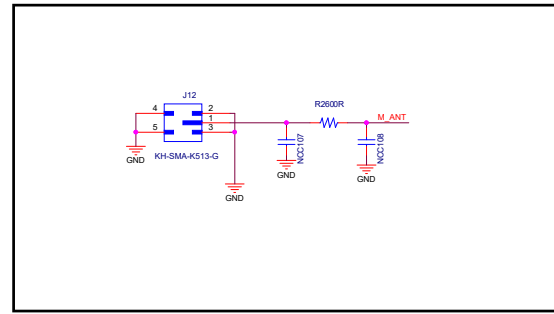 J12
4
2
1
5
3
KH-SMA-K513-G
GND
GND
R2600R
M_ANT
NCC107
NCC108
GND
GND